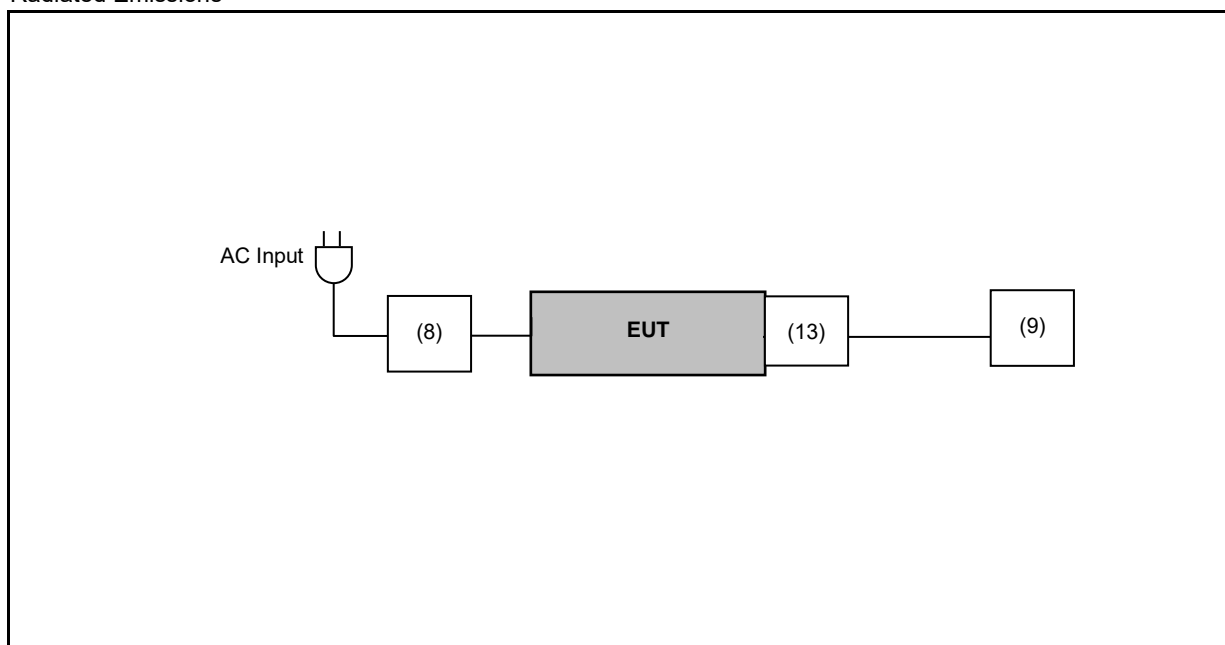 Radiated Emissions
AC Input
(8)
EUT
(13)
(9)